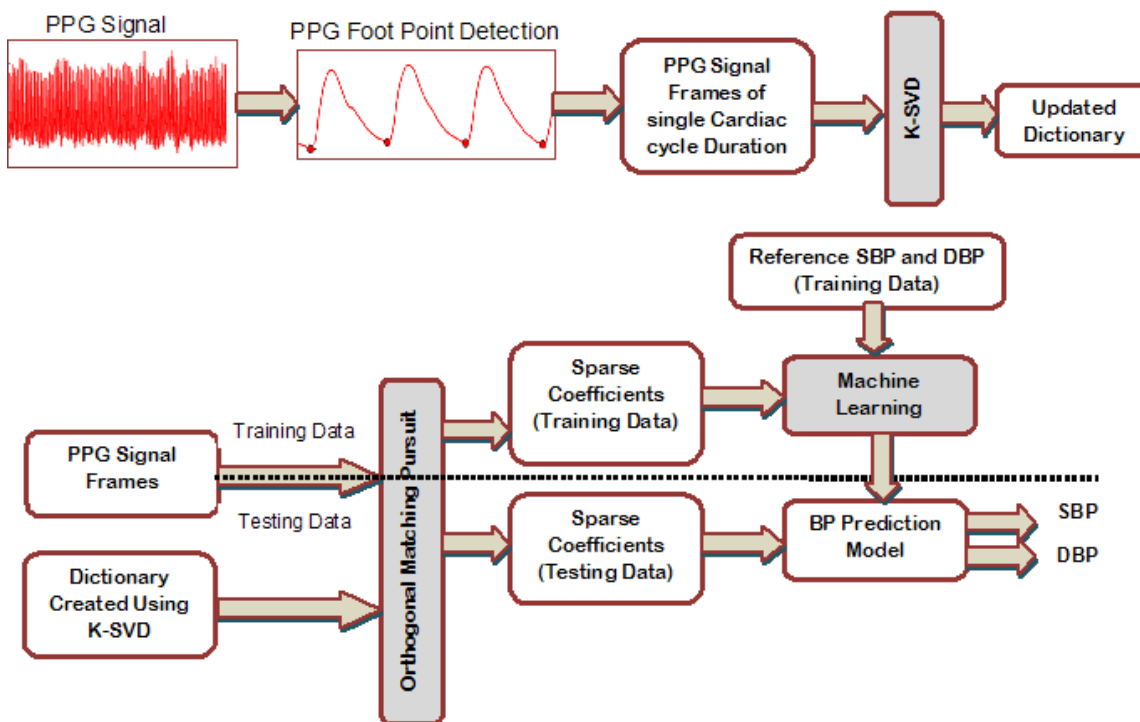 PPG Signal
PPG Foot Point Detection
PPG Signal
Frames of
single Cardiac
cycle Duration
K-SVD
Updated
Dictionary
Reference SBP and DBP
(Training Data)
Sparse
Coefficients
(Training Data)
Machine
Learning
Training Data
PPG Signal
Frames
Orthogonal Matching Pursuit
Testing Data
Sparse
Coefficients
(Testing Data)
BP Prediction
Model
SBP
DBP
Dictionary
Created Using
K-SVD